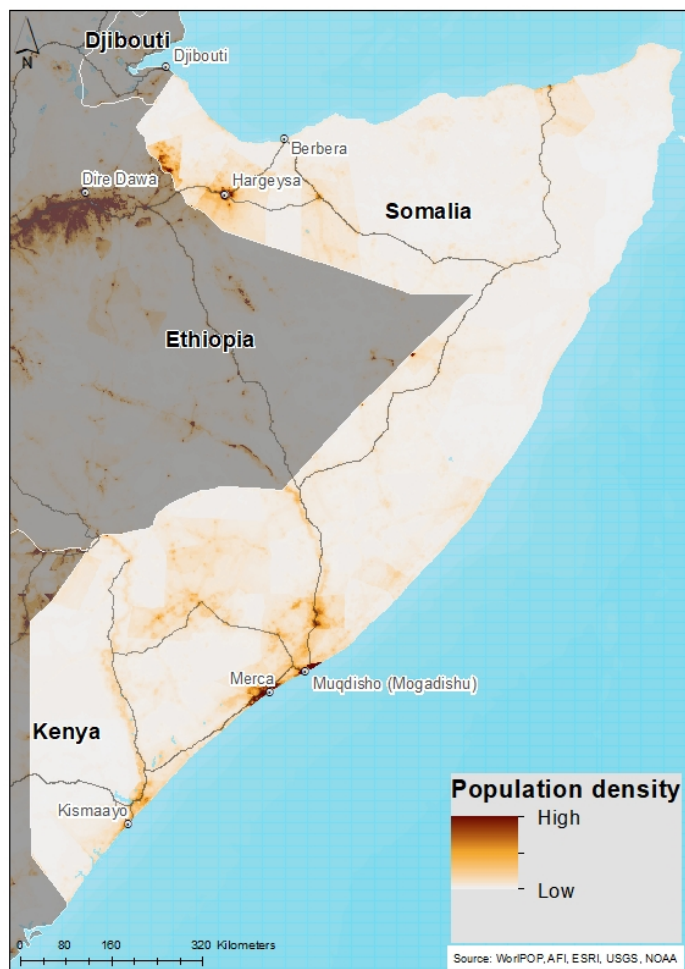 Djibouti
Djibouti
N
Berbera
Dire Dawa
Hargeysa
Somalia
Ethiopia
Merca
Muqdisho (Mogadishu)
Kenya
Kismaayo
Population density
High
Low
0 80 160 320 Kilometers
Source: WorlPOP, AFI, ESRI, USGS, NOAA